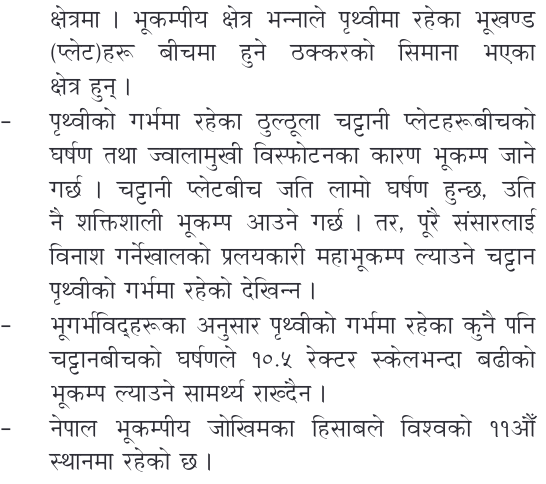 क्षेत्रमा । भूकम्पीय क्षेत्र भन्नाले पृथ्वीमा रहेका भूखण्ड
(प्लेट)हरू बीचमा हुने ठक्करको सिमाना भएका
क्षेत्र हुन् ।
– पृथ्वीको गर्भमा रहेका ठुल्ठूला चट्टानी प्लेटहरूबीचको
घर्षण तथा ज्वालामुखी विस्फोटनका कारण भूकम्प जाने
गर्छ । चट्टानी प्लेटबीच जति लामो घर्षण हुन्छ, उति
नै शक्तिशाली भूकम्प आउने गर्छ । तर, पूरै संसारलाई
विनाश गर्नेखालको प्रलयकारी महाभूकम्प ल्याउने चट्टान
पृथ्वीको गर्भमा रहेको देखिन्न ।
– भूगर्भविद्हरूका अनुसार पृथ्वीको गर्भमा रहेका कुनै पनि
चट्टानबीचको घर्षणले १०.५ रेक्टर स्केलभन्दा बढीको
भूकम्प ल्याउने सामर्थ्य राख्दैन ।
– नेपाल भूकम्पीय जोखिमका हिसाबले विश्वको ११औँ
स्थानमा रहेको छ ।